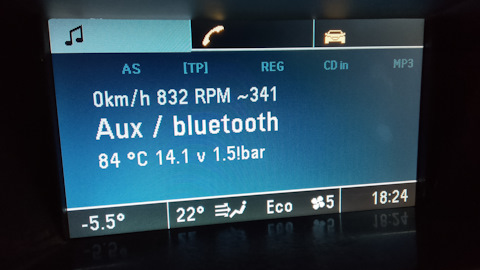 AS [TP] REG CD in MP3
0km/h 832 RPM ~341
Aux / bluetooth
84 °C 14.1 v 1.5!bar
-5.5° 22° Eco 5 18:24